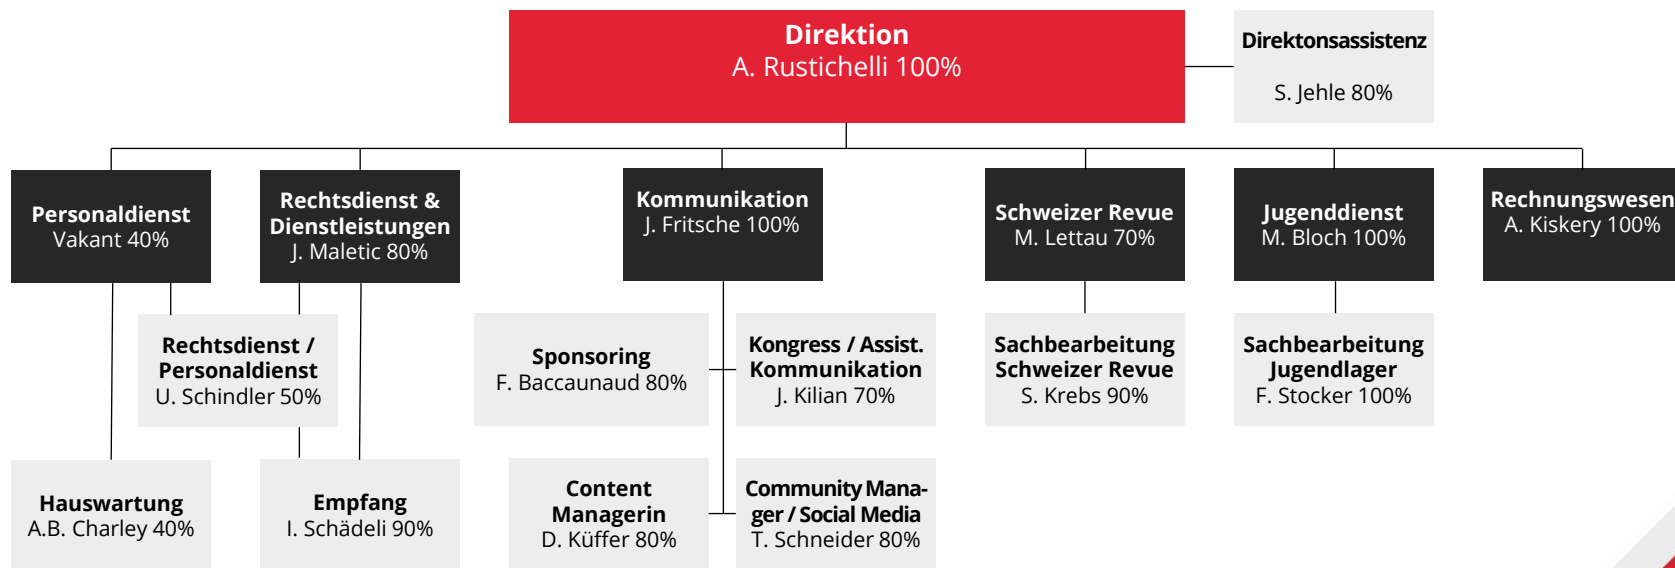 Direktion
A. Rustichelli 100%
Direktonsassistenz
S. Jehle 80%
Personaldienst
Vakant 40%
Rechtsdienst &
Dienstleistungen
J. Maletic 80%
Kommunikation
J. Fritsche 100%
Schweizer Revue
M. Lettau 70%
Jugenddienst
M. Bloch 100%
Rechnungswesen
A. Kiskery 100%
Rechtsdienst /
Personaldienst
U. Schindler 50%
Sponsoring
F. Baccaunaud 80%
Kongress / Assist.
Kommunikation
J. Kilian 70%
Sachbearbeitung
Schweizer Revue
S. Krebs 90%
Sachbearbeitung
Jugendlager
F. Stocker 100%
Hauswartung
A.B. Charley 40%
Empfang
I. Schädeli 90%
Content
Managerin
D. Küffer 80%
Community Mana-
ger / Social Media
T. Schneider 80%